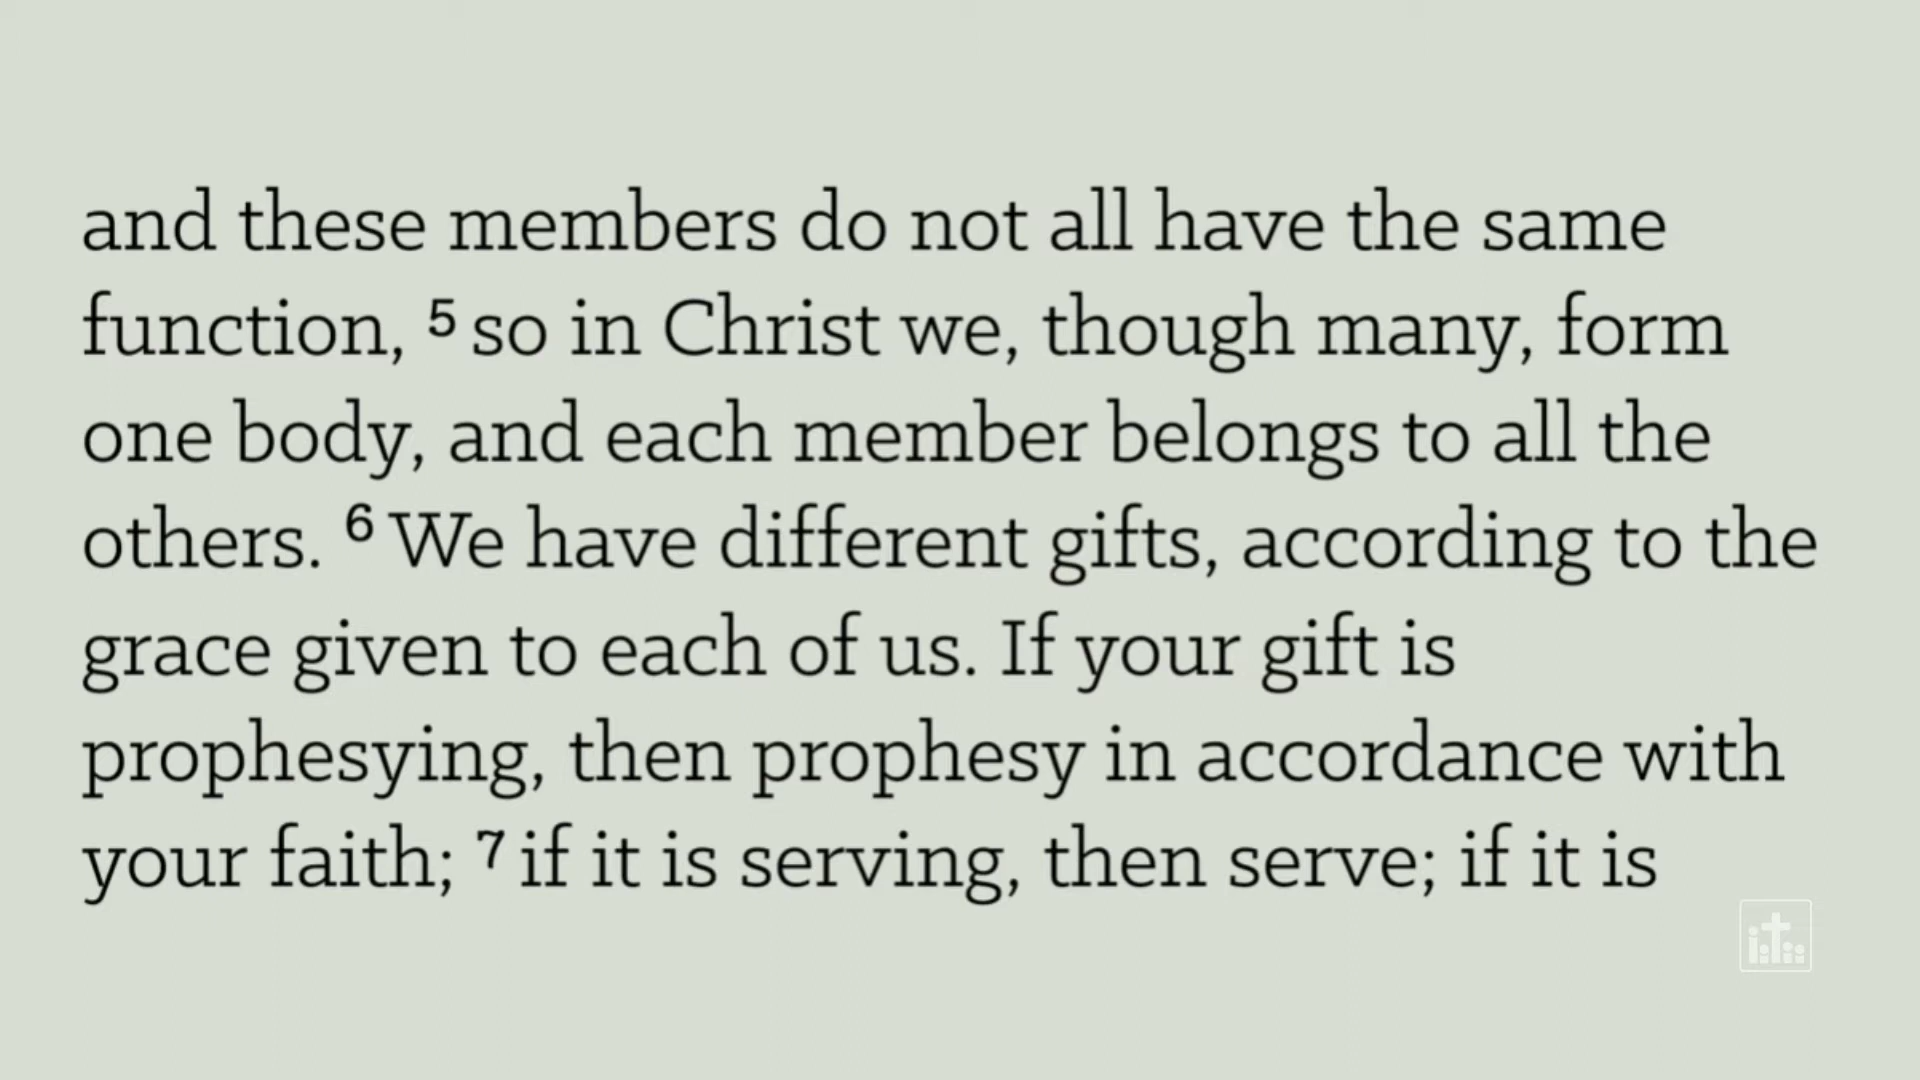 and these members do not all have the same
function, ⁵ so in Christ we, though many, form
one body, and each member belongs to all the
others. ⁶ We have different gifts, according to the
grace given to each of us. If your gift is
prophesying, then prophesy in accordance with
your faith; ⁷ if it is serving, then serve; if it is